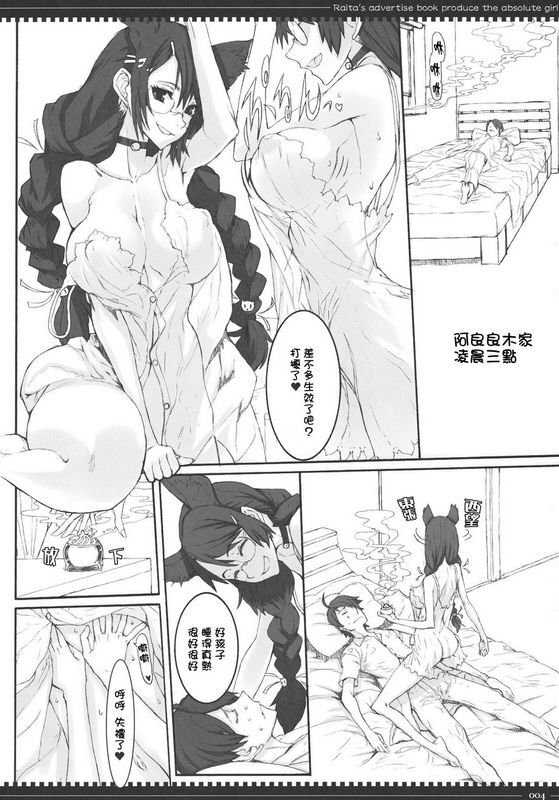 Raita's advertise book produce the absolute girl
咻
咻
咻
阿良良木家
凌晨三點
差不多生效了吧?
打擾了♥
東張
西望
放下
好孩子
睡得真熟
很好很好
呼呼 失禮了♥
004